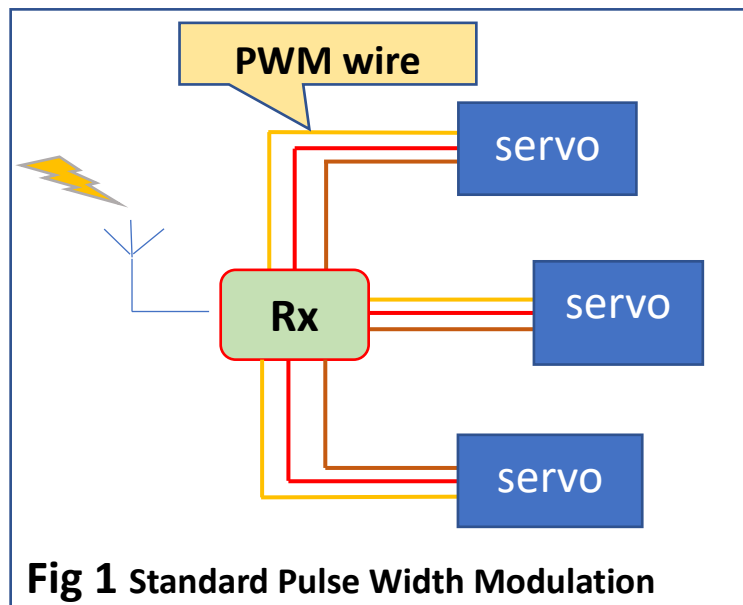 PWM wire
servo
servo
Rx
servo
Fig 1 Standard Pulse Width Modulation